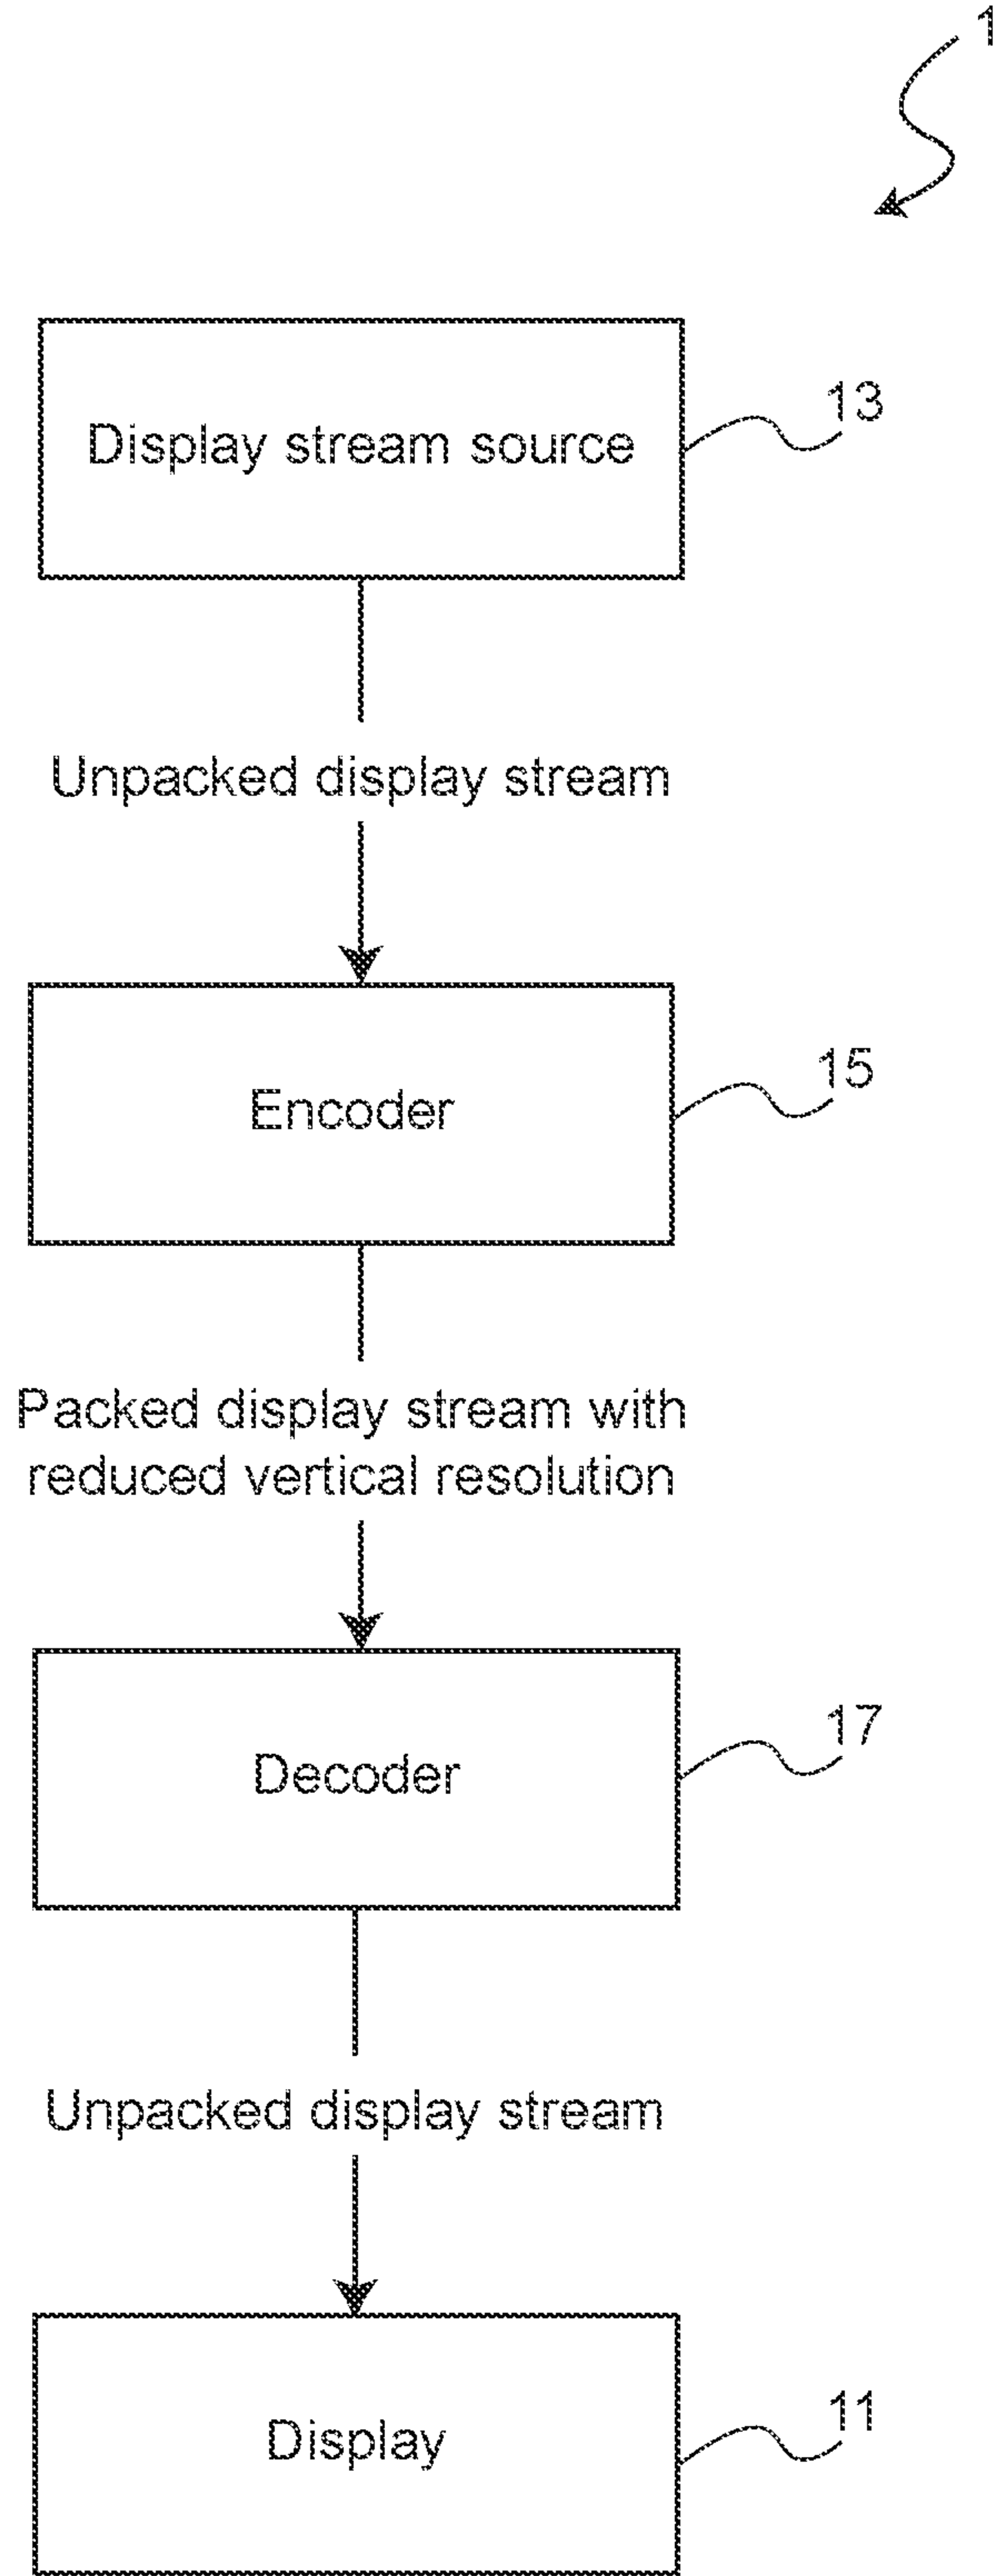 1
Display stream source
13
Unpacked display stream
Encoder
15
Packed display stream with
reduced vertical resolution
Decoder
17
Unpacked display stream
Display
11